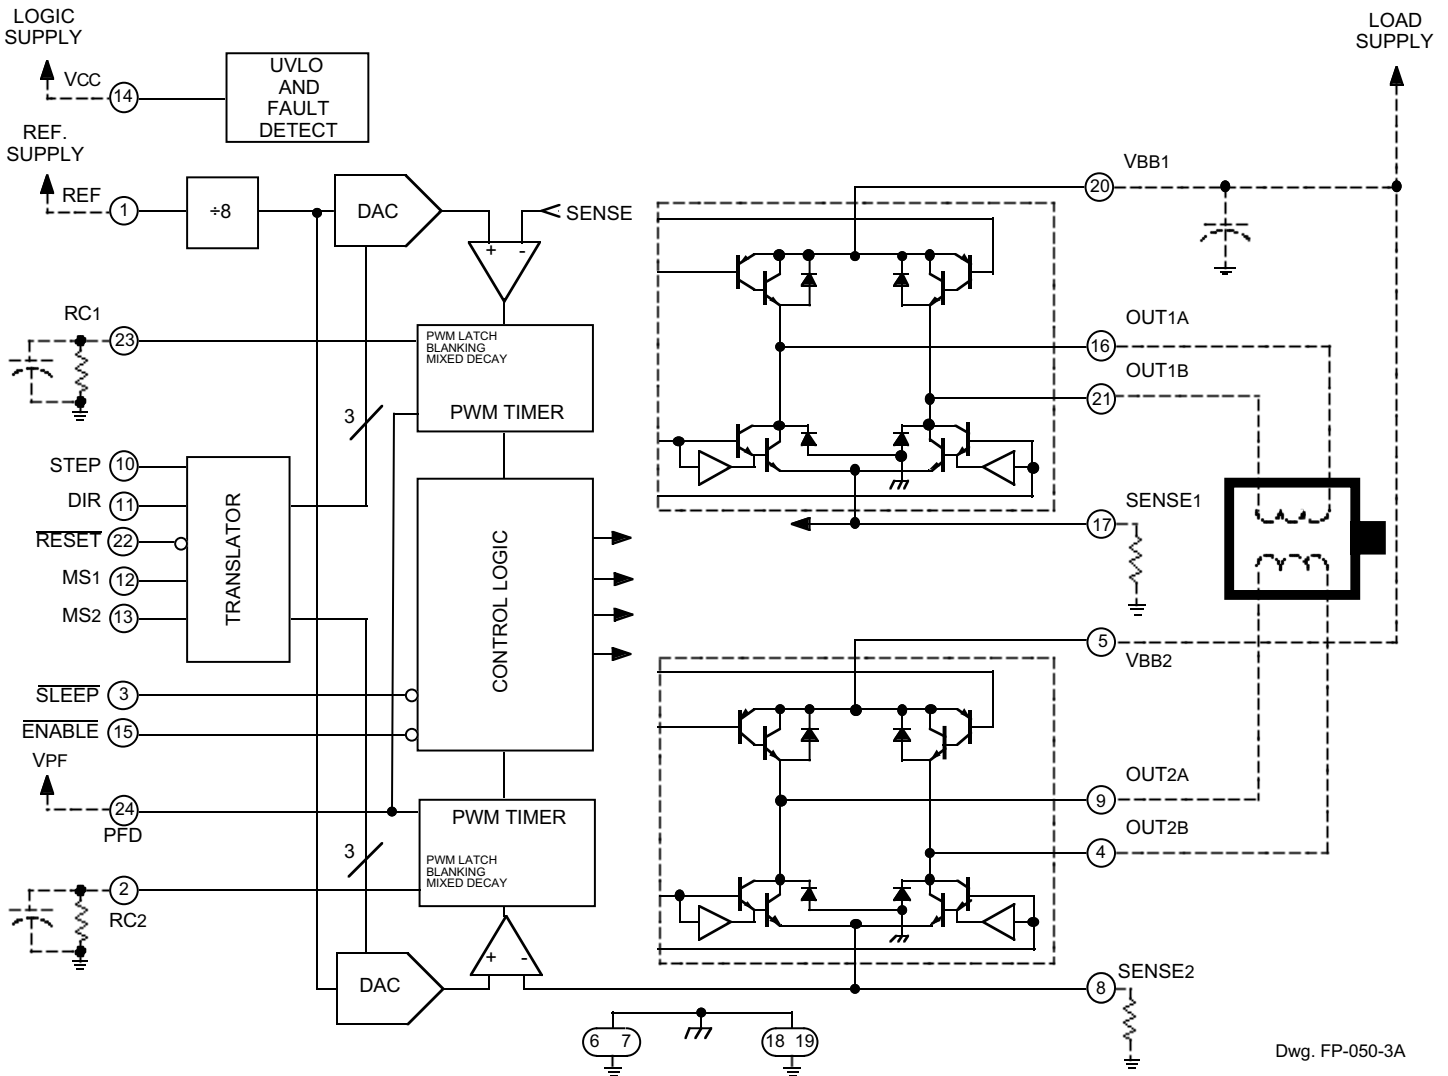 LOGIC
SUPPLY
VCC
14
UVLO
AND
FAULT
DETECT
LOAD
SUPPLY
REF.
SUPPLY
REF
1
÷8
DAC
SENSE
+ -
20
VBB1
RC1
23
PWM LATCH
BLANKING
MIXED DECAY
PWM TIMER
3
16
OUT1A
21
OUT1B
STEP
10
DIR
11
RESET
22
MS1
12
MS2
13
TRANSLATOR
CONTROL LOGIC
17
SENSE1
5
VBB2
SLEEP
3
ENABLE
15
VPF
24
PFD
PWM TIMER
PWM LATCH
BLANKING
MIXED DECAY
3
2
RC2
9
OUT2A
4
OUT2B
+ -
DAC
8
SENSE2
6 7
18 19
Dwg. FP-050-3A